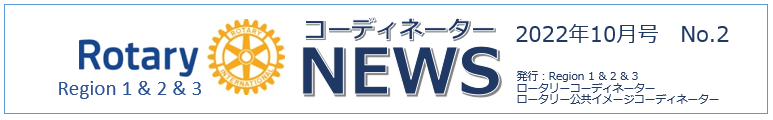 Rotary
Region 1 & 2 & 3
ROTARY
INTERNATIONAL
コーディネーター
NEWS
2022年10月号　No.2
発行：Region 1 & 2 & 3
ロータリーコーディネーター
ロータリー公共イメージコーディネーター